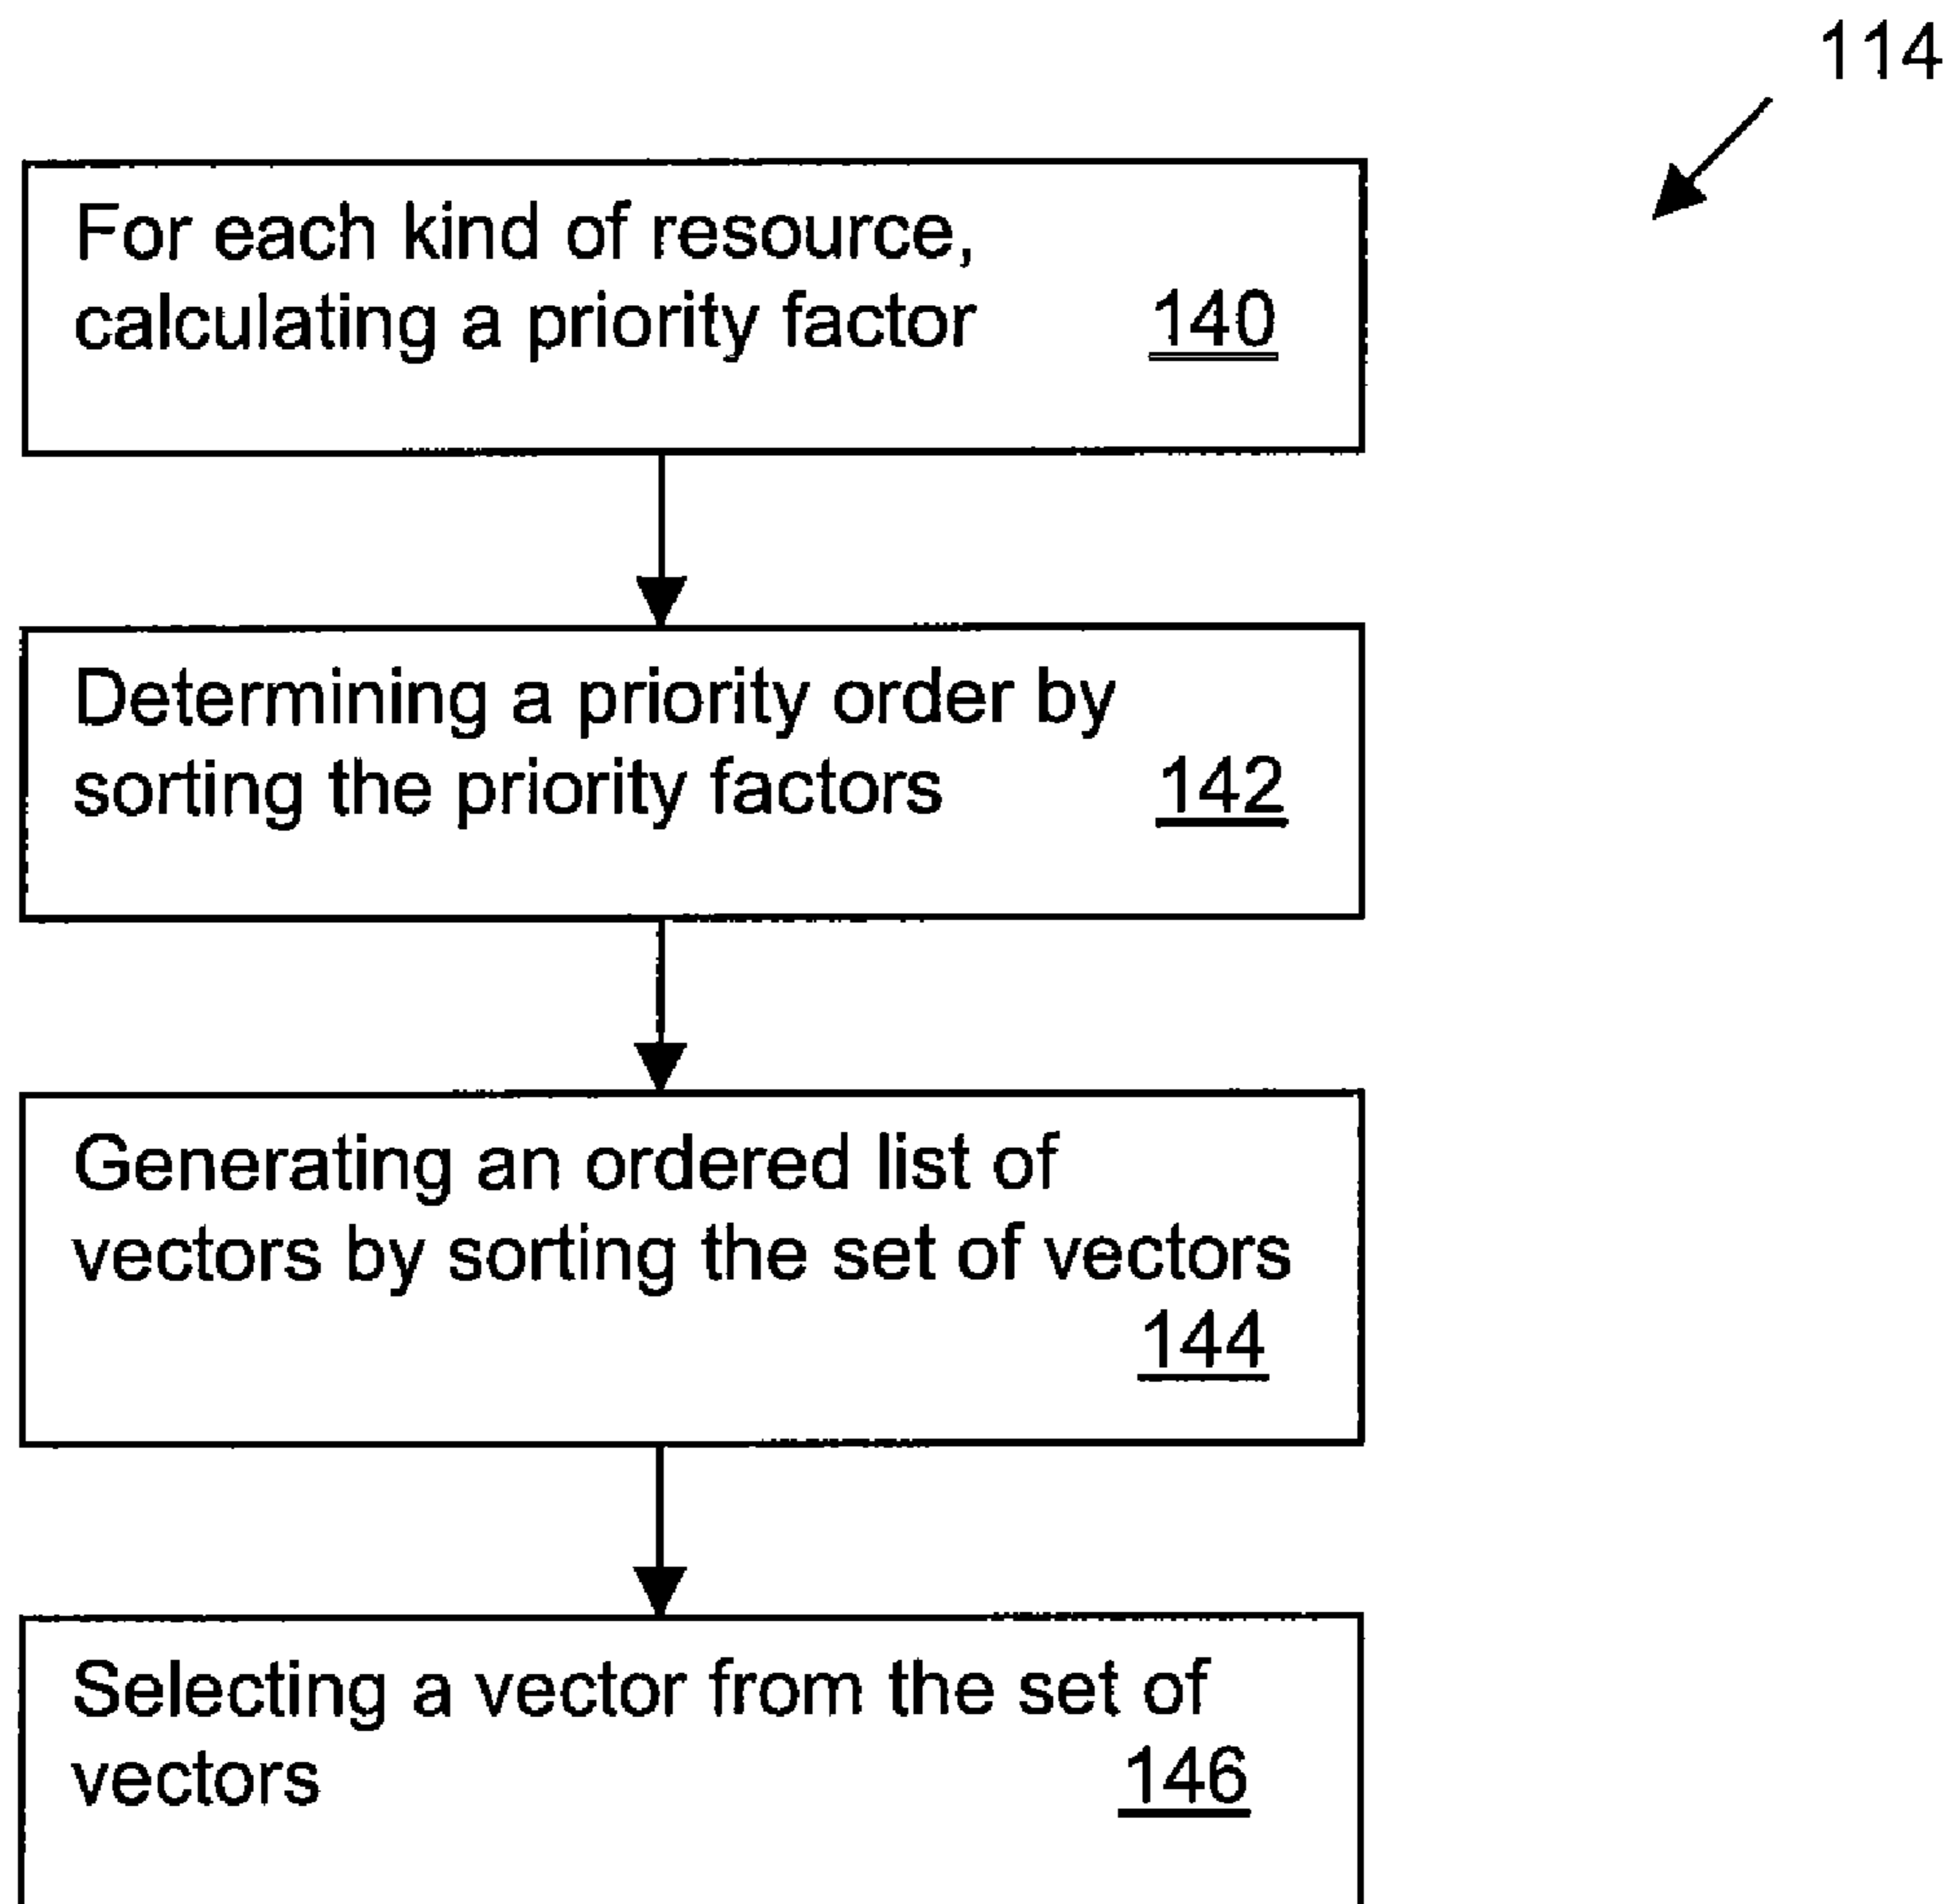 114
For each kind of resource,
calculating a priority factor 140
Determining a priority order by
sorting the priority factors 142
Generating an ordered list of
vectors by sorting the set of vectors
144
Selecting a vector from the set of
vectors 146